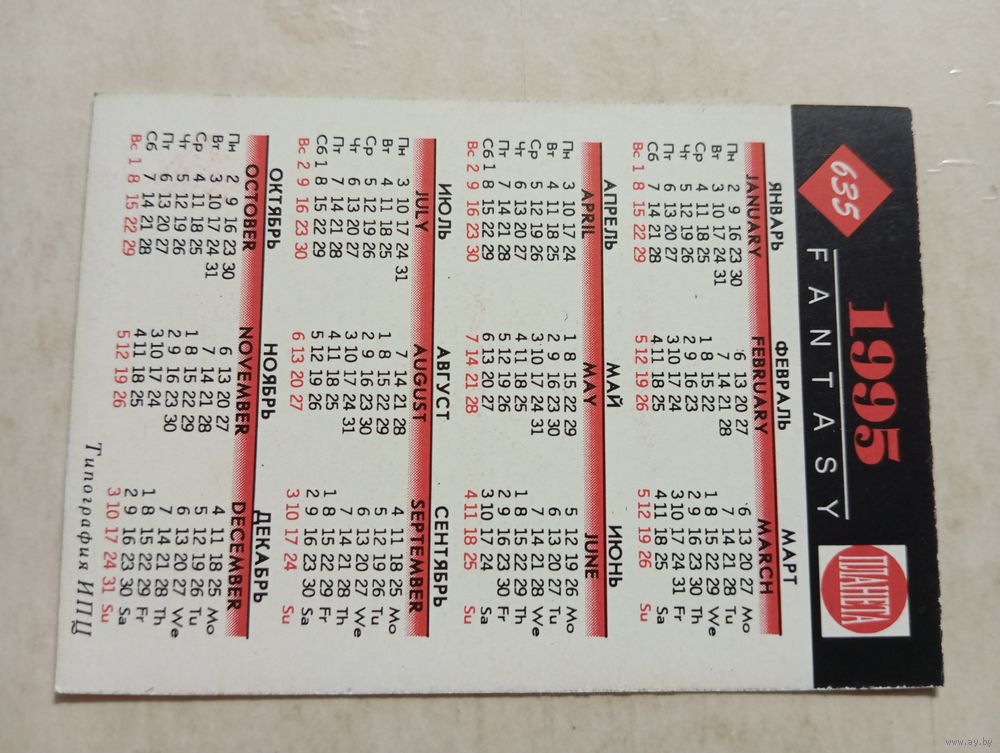 635 1995 ПЛАНЕТА
FANTASY
ЯНВАРЬ ФЕВРАЛЬ МАРТ
JANUARY FEBRUARY MARCH
Пн 2 9 16 23 30 6 13 20 27 6 13 20 27 Mo
Вт 3 10 17 24 31 7 14 21 28 7 14 21 28 Tu
Ср 4 11 18 25 1 8 15 22 1 8 15 22 29 We
Чт 5 12 19 26 2 9 16 23 2 9 16 23 30 Th
Пт 6 13 20 27 3 10 17 24 3 10 17 24 31 Fr
Сб 7 14 21 28 4 11 18 25 4 11 18 25 Sa
Вс 1 8 15 22 29 5 12 19 26 5 12 19 26 Su
АПРЕЛЬ МАЙ ИЮНЬ
APRIL MAY JUNE
Пн 3 10 17 24 1 8 15 22 29 5 12 19 26 Mo
Вт 4 11 18 25 2 9 16 23 30 6 13 20 27 Tu
Ср 5 12 19 26 3 10 17 24 31 7 14 21 28 We
Чт 6 13 20 27 4 11 18 25 1 8 15 22 29 Th
Пт 7 14 21 28 5 12 19 26 2 9 16 23 30 Fr
Сб 1 8 15 22 29 6 13 20 27 3 10 17 24 Sa
Вс 2 9 16 23 30 7 14 21 28 4 11 18 25 Su
ИЮЛЬ АВГУСТ СЕНТЯБРЬ
JULY AUGUST SEPTEMBER
Пн 3 10 17 24 31 7 14 21 28 4 11 18 25 Mo
Вт 4 11 18 25 1 8 15 22 29 5 12 19 26 Tu
Ср 5 12 19 26 2 9 16 23 30 6 13 20 27 We
Чт 6 13 20 27 3 10 17 24 31 7 14 21 28 Th
Пт 7 14 21 28 4 11 18 25 1 8 15 22 29 Fr
Сб 1 8 15 22 29 5 12 19 26 2 9 16 23 30 Sa
Вс 2 9 16 23 30 6 13 20 27 3 10 17 24 Su
ОКТЯБРЬ НОЯБРЬ ДЕКАБРЬ
OCTOBER NOVEMBER DECEMBER
Пн 2 9 16 23 30 6 13 20 27 4 11 18 25 Mo
Вт 3 10 17 24 31 7 14 21 28 5 12 19 26 Tu
Ср 4 11 18 25 1 8 15 22 29 6 13 20 27 We
Чт 5 12 19 26 2 9 16 23 30 7 14 21 28 Th
Пт 6 13 20 27 3 10 17 24 1 8 15 22 29 Fr
Сб 7 14 21 28 4 11 18 25 2 9 16 23 30 Sa
Вс 1 8 15 22 29 5 12 19 26 3 10 17 24 31 Su
Типография ИПЦ
www.ay.by